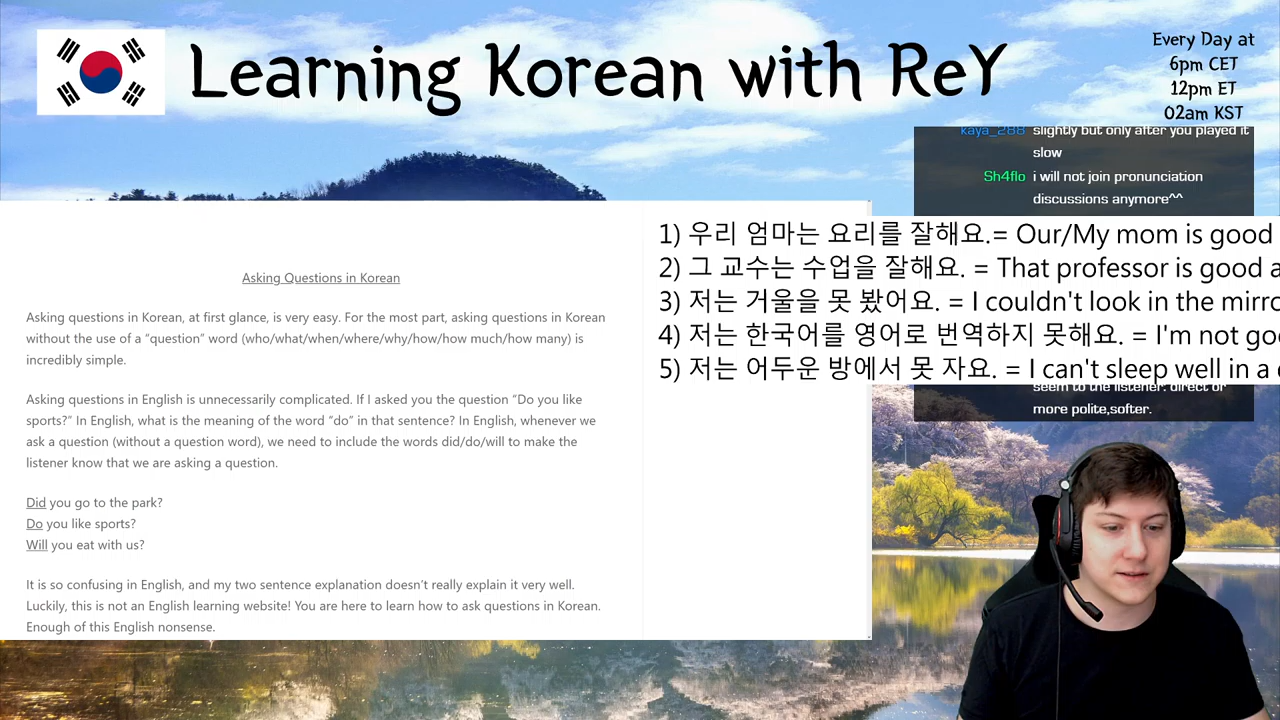 Learning Korean with ReY
Every Day at
6pm CET
12pm ET
02am KST
kaya_288 slightly but only after you played it
slow
Sh4flo i will not join pronunciation
discussions anymore^^
1) 우리 엄마는 요리를 잘해요.= Our/My mom is good
2) 그 교수는 수업을 잘해요. = That professor is good a
3) 저는 거울을 못 봤어요. = I couldn't look in the mirro
4) 저는 한국어를 영어로 번역하지 못해요. = I'm not goo
5) 저는 어두운 방에서 못 자요. = I can't sleep well in a
seem to the listener: direct or
more polite,softer.
Asking Questions in Korean
Asking questions in Korean, at first glance, is very easy. For the most part, asking questions in Korean
without the use of a “question” word (who/what/when/where/why/how/how much/how many) is
incredibly simple.
Asking questions in English is unnecessarily complicated. If I asked you the question “Do you like
sports?” In English, what is the meaning of the word “do” in that sentence? In English, whenever we
ask a question (without a question word), we need to include the words did/do/will to make the
listener know that we are asking a question.
Did you go to the park?
Do you like sports?
Will you eat with us?
It is so confusing in English, and my two sentence explanation doesn’t really explain it very well.
Luckily, this is not an English learning website! You are here to learn how to ask questions in Korean.
Enough of this English nonsense.